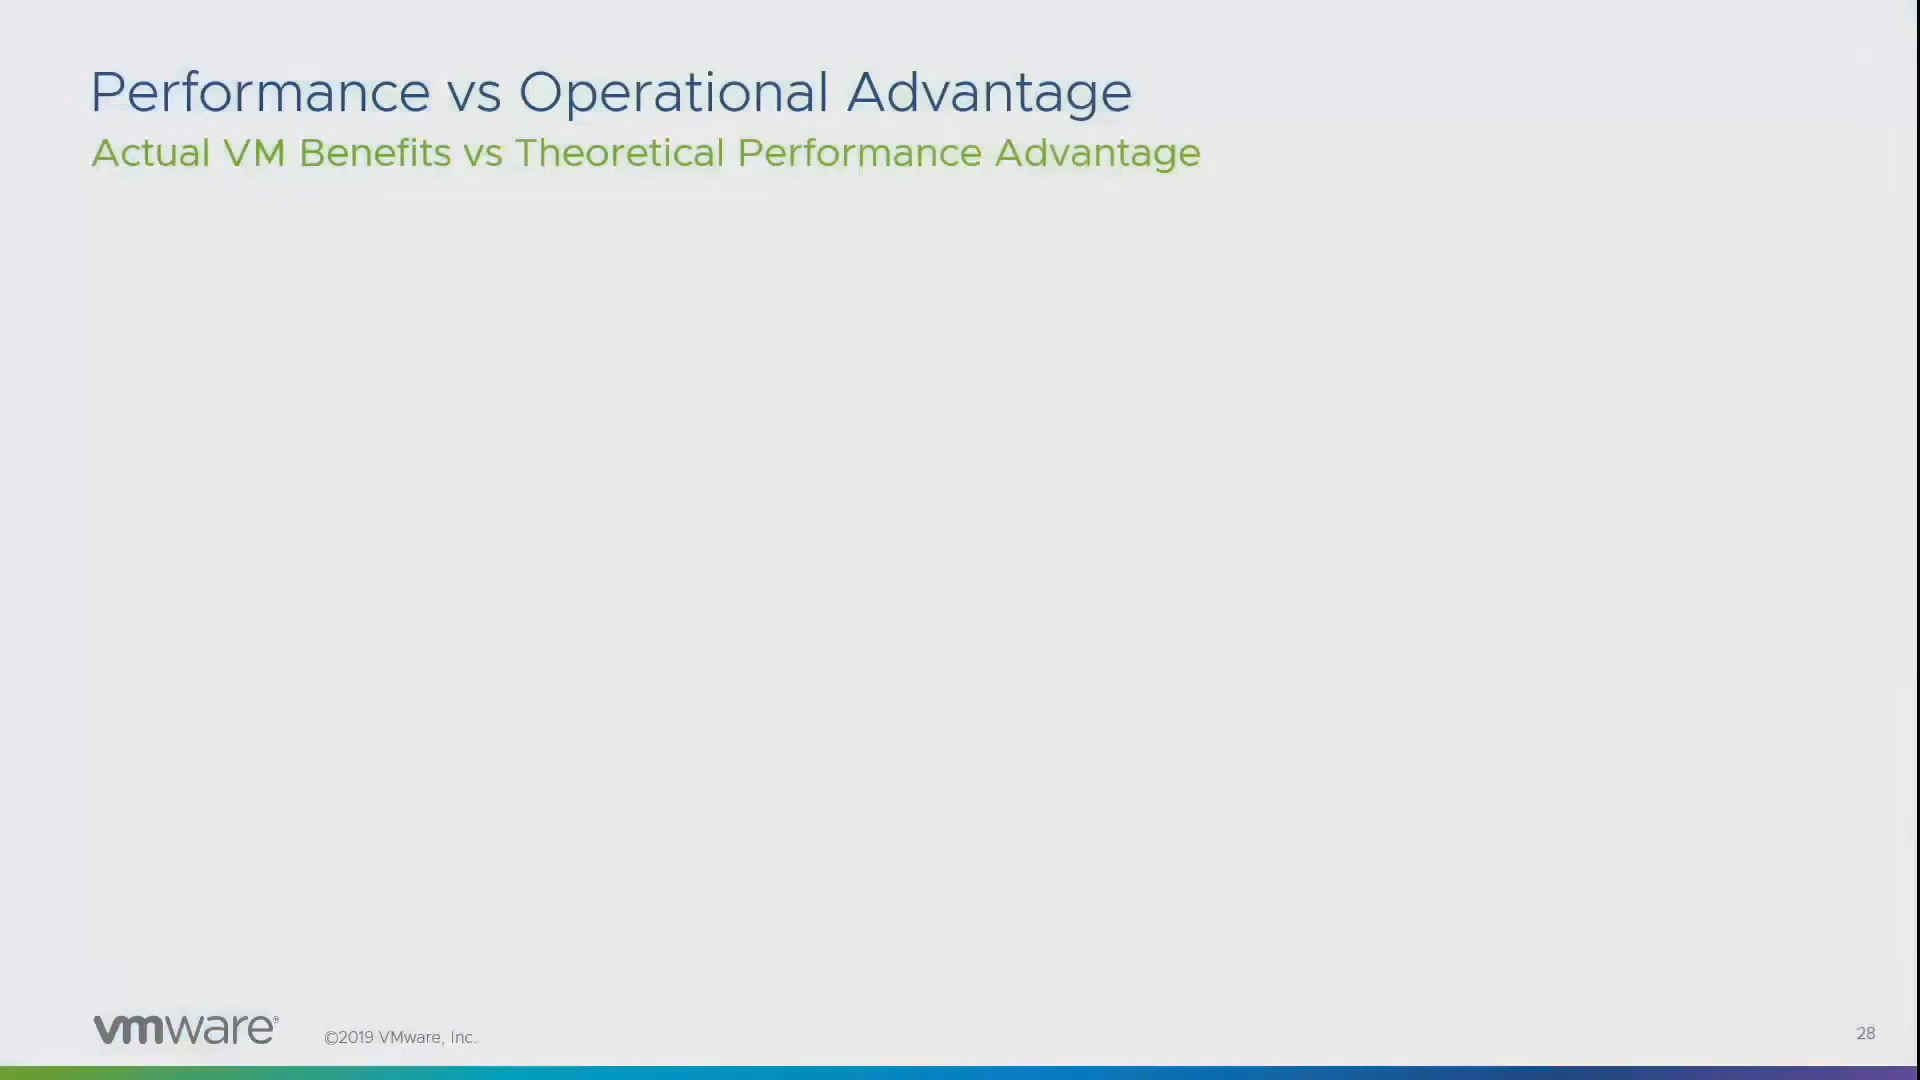 Performance vs Operational Advantage
Actual VM Benefits vs Theoretical Performance Advantage
vmware®
©2019 VMware, Inc.
28